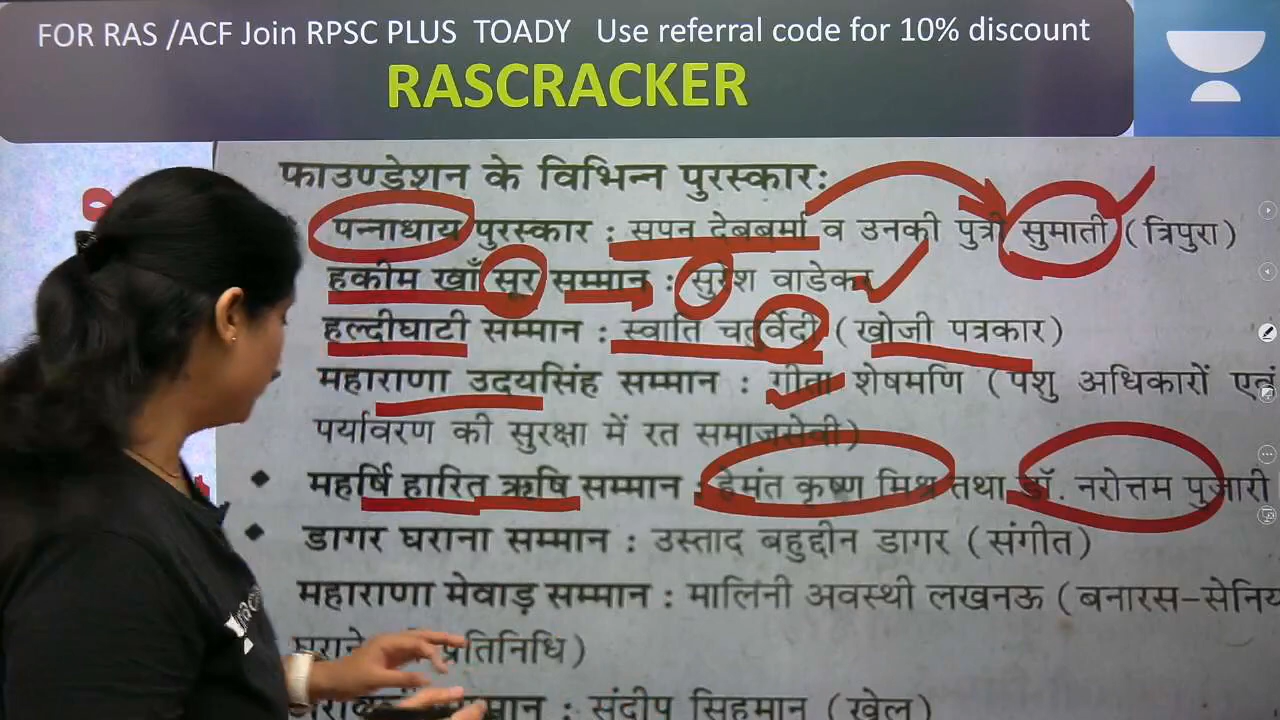 FOR RAS /ACF Join RPSC PLUS TOADY Use referral code for 10% discount
RASCRACKER
फाउण्डेशन के विभिन्न पुरस्कार:
पन्नाधाय पुरस्कार : सपन देबबर्मा व उनकी पुत्री सुमाती (त्रिपुरा)
हकीम खाँ सूर सम्मान : सुरेश वाडेकर
हल्दीघाटी सम्मान : स्वाति चतुर्वेदी (खोजी पत्रकार)
महाराणा उदयसिंह सम्मान : गीता शेषमणि (पशु अधिकारों एवं
पर्यावरण की सुरक्षा में रत समाजसेवी)
महर्षि हारित ऋषि सम्मान : हेमंत कृष्ण मिश्र तथा डॉ. नरोत्तम पुजारी
डागर घराना सम्मान : उस्ताद बहुद्दीन डागर (संगीत)
महाराणा मेवाड़ सम्मान : मालिनी अवस्थी लखनऊ (बनारस-सेनिय
प्रतिनिधि)
: संदीप सिंहमान (खेल)